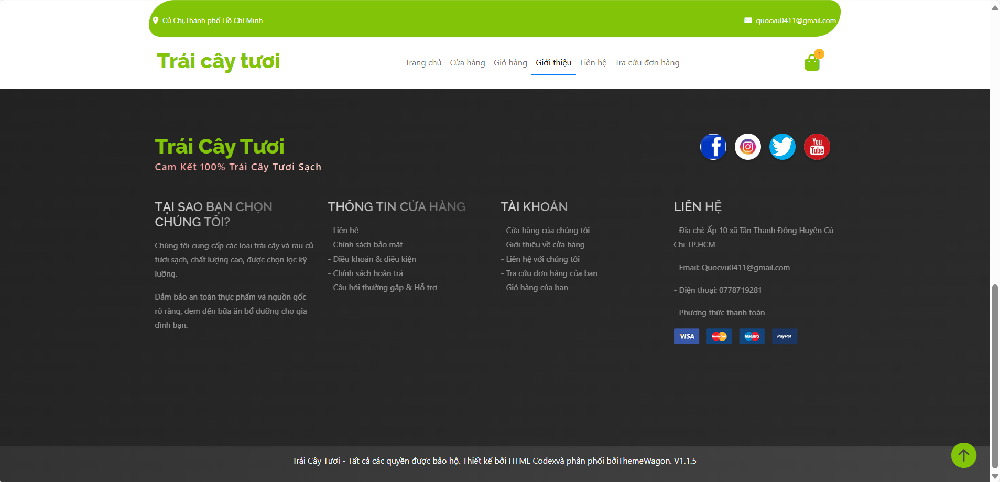 Củ Chi,Thành phố Hồ Chí Minh
quocvu0411@gmail.com
Trái cây tươi
Trang chủ
Cửa hàng
Giỏ hàng
Giới thiệu
Liên hệ
Tra cứu đơn hàng
1
Trái Cây Tươi
Cam Kết 100% Trái Cây Tươi Sạch
You
Tube
TẠI SAO BẠN CHỌN
CHÚNG TÔI?
Chúng tôi cung cấp các loại trái cây và rau củ
tươi sạch, chất lượng cao, được chọn lọc kỹ
lưỡng.
Đảm bảo an toàn thực phẩm và nguồn gốc
rõ ràng, đem đến bữa ăn bổ dưỡng cho gia
đình bạn.
THÔNG TIN CỬA HÀNG
- Liên hệ
- Chính sách bảo mật
- Điều khoản & điều kiện
- Chính sách hoàn trả
- Câu hỏi thường gặp & Hỗ trợ
TÀI KHOẢN
- Cửa hàng của chúng tôi
- Giới thiệu về cửa hàng
- Liên hệ với chúng tôi
- Tra cứu đơn hàng của bạn
- Giỏ hàng của bạn
LIÊN HỆ
- Địa chỉ: Ấp 10 xã Tân Thạnh Đông Huyện Củ
Chi TP.HCM
- Email: Quocvu0411@gmail.com
- Điện thoại: 0778719281
- Phương thức thanh toán
VISA
MasterCard
Maestro
PayPal
Trái Cây Tươi - Tất cả các quyền được bảo hộ. Thiết kế bởi HTML Codexvà phân phối bởiThemeWagon. V1.1.5